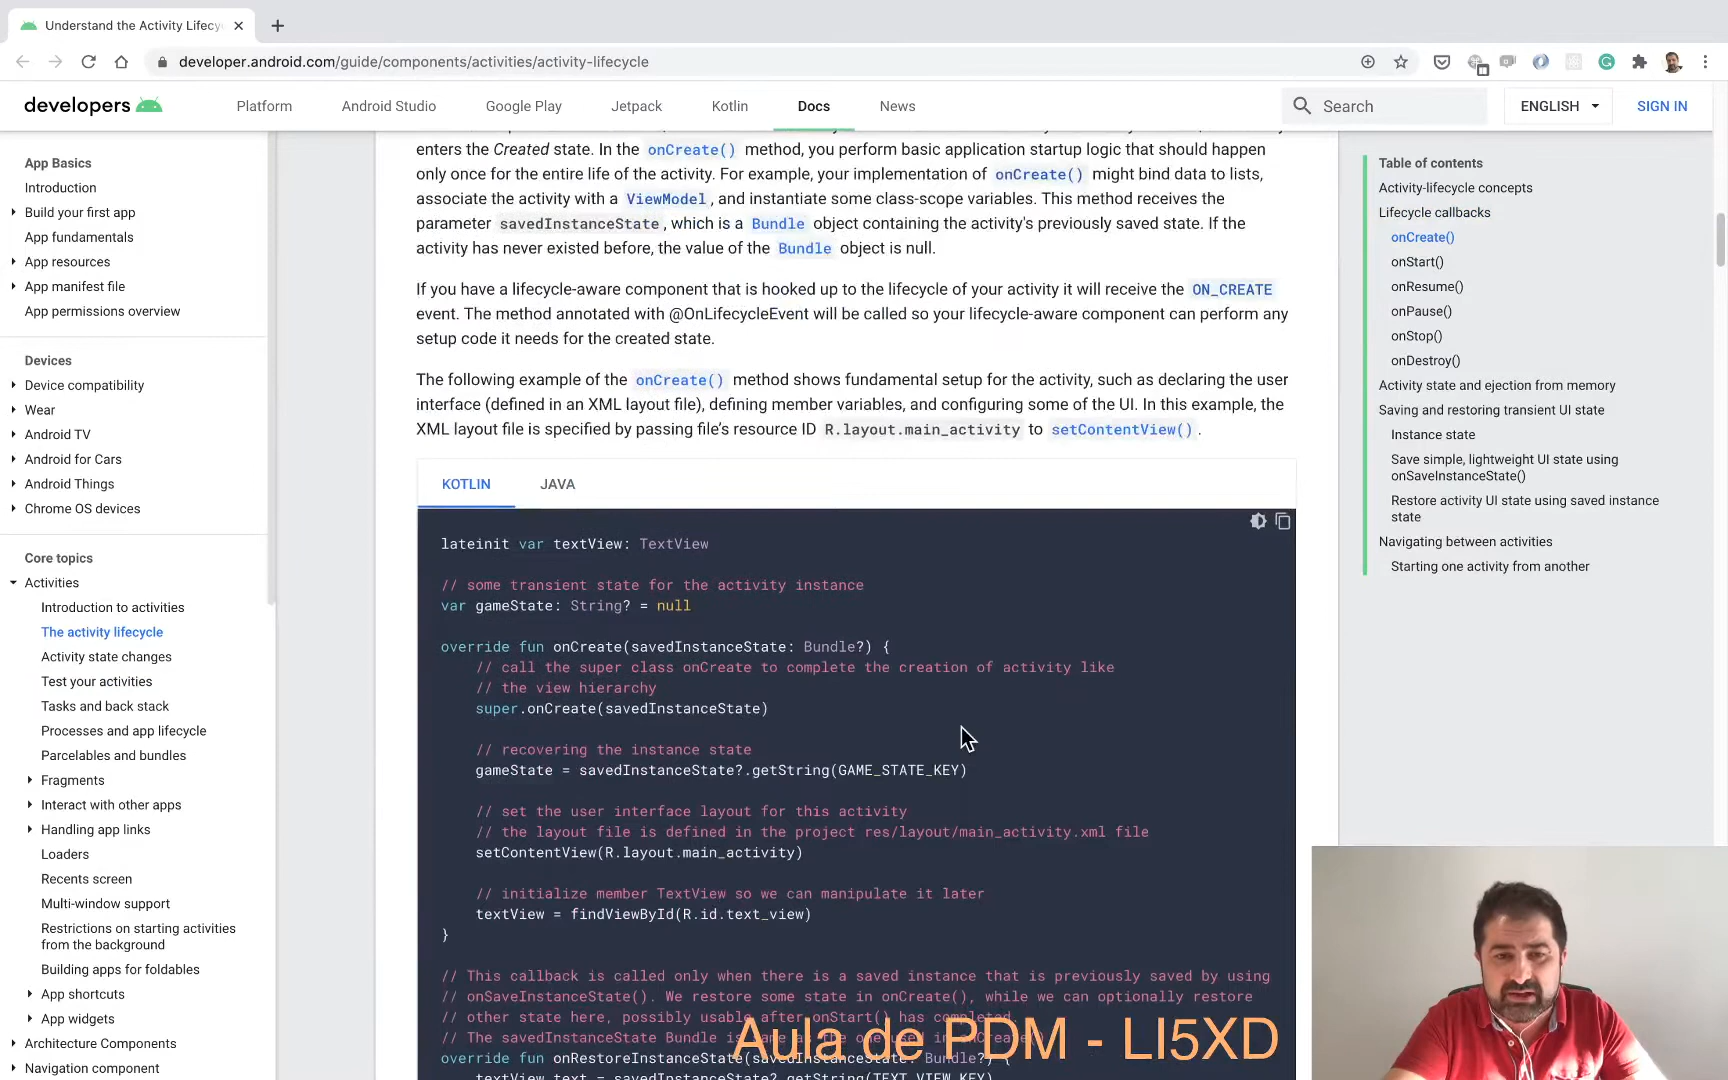 Understand the Activity Lifecy
developer.android.com/guide/components/activities/activity-lifecycle
developers
Platform
Android Studio
Google Play
Jetpack
Kotlin
Docs
News
Search
ENGLISH
SIGN IN
App Basics
Introduction
Build your first app
App fundamentals
App resources
App manifest file
App permissions overview
Devices
Device compatibility
Wear
Android TV
Android for Cars
Android Things
Chrome OS devices
Core topics
Activities
Introduction to activities
The activity lifecycle
Activity state changes
Test your activities
Tasks and back stack
Processes and app lifecycle
Parcelables and bundles
Fragments
Interact with other apps
Handling app links
Loaders
Recents screen
Multi-window support
Restrictions on starting activities
from the background
Building apps for foldables
App shortcuts
App widgets
Architecture Components
Navigation component
enters the Created state. In the onCreate() method, you perform basic application startup logic that should happen
only once for the entire life of the activity. For example, your implementation of onCreate() might bind data to lists,
associate the activity with a ViewModel, and instantiate some class-scope variables. This method receives the
parameter savedInstanceState, which is a Bundle object containing the activity's previously saved state. If the
activity has never existed before, the value of the Bundle object is null.
If you have a lifecycle-aware component that is hooked up to the lifecycle of your activity it will receive the ON_CREATE
event. The method annotated with @OnLifecycleEvent will be called so your lifecycle-aware component can perform any
setup code it needs for the created state.
The following example of the onCreate() method shows fundamental setup for the activity, such as declaring the user
interface (defined in an XML layout file), defining member variables, and configuring some of the UI. In this example, the
XML layout file is specified by passing file’s resource ID R.layout.main_activity to setContentView().
KOTLIN
JAVA
lateinit var textView: TextView
// some transient state for the activity instance
var gameState: String? = null
override fun onCreate(savedInstanceState: Bundle?) {
// call the super class onCreate to complete the creation of activity like
// the view hierarchy
super.onCreate(savedInstanceState)
// recovering the instance state
gameState = savedInstanceState?.getString(GAME_STATE_KEY)
// set the user interface layout for this activity
// the layout file is defined in the project res/layout/main_activity.xml file
setContentView(R.layout.main_activity)
// initialize member TextView so we can manipulate it later
textView = findViewById(R.id.text_view)
}
// This callback is called only when there is a saved instance that is previously saved by using
// onSaveInstanceState(). We restore some state in onCreate(), while we can optionally restore
// other state here, possibly usable after onStart() has completed.
// The savedInstanceState Bundle is same as the one used in onCreate().
override fun onRestoreInstanceState(savedInstanceState: Bundle?) {
textView.text = savedInstanceState?.getString(TEXT_VIEW_KEY)
Table of contents
Activity-lifecycle concepts
Lifecycle callbacks
onCreate()
onStart()
onResume()
onPause()
onStop()
onDestroy()
Activity state and ejection from memory
Saving and restoring transient UI state
Instance state
Save simple, lightweight UI state using
onSaveInstanceState()
Restore activity UI state using saved instance
state
Navigating between activities
Starting one activity from another
Aula de PDM - LI5XD